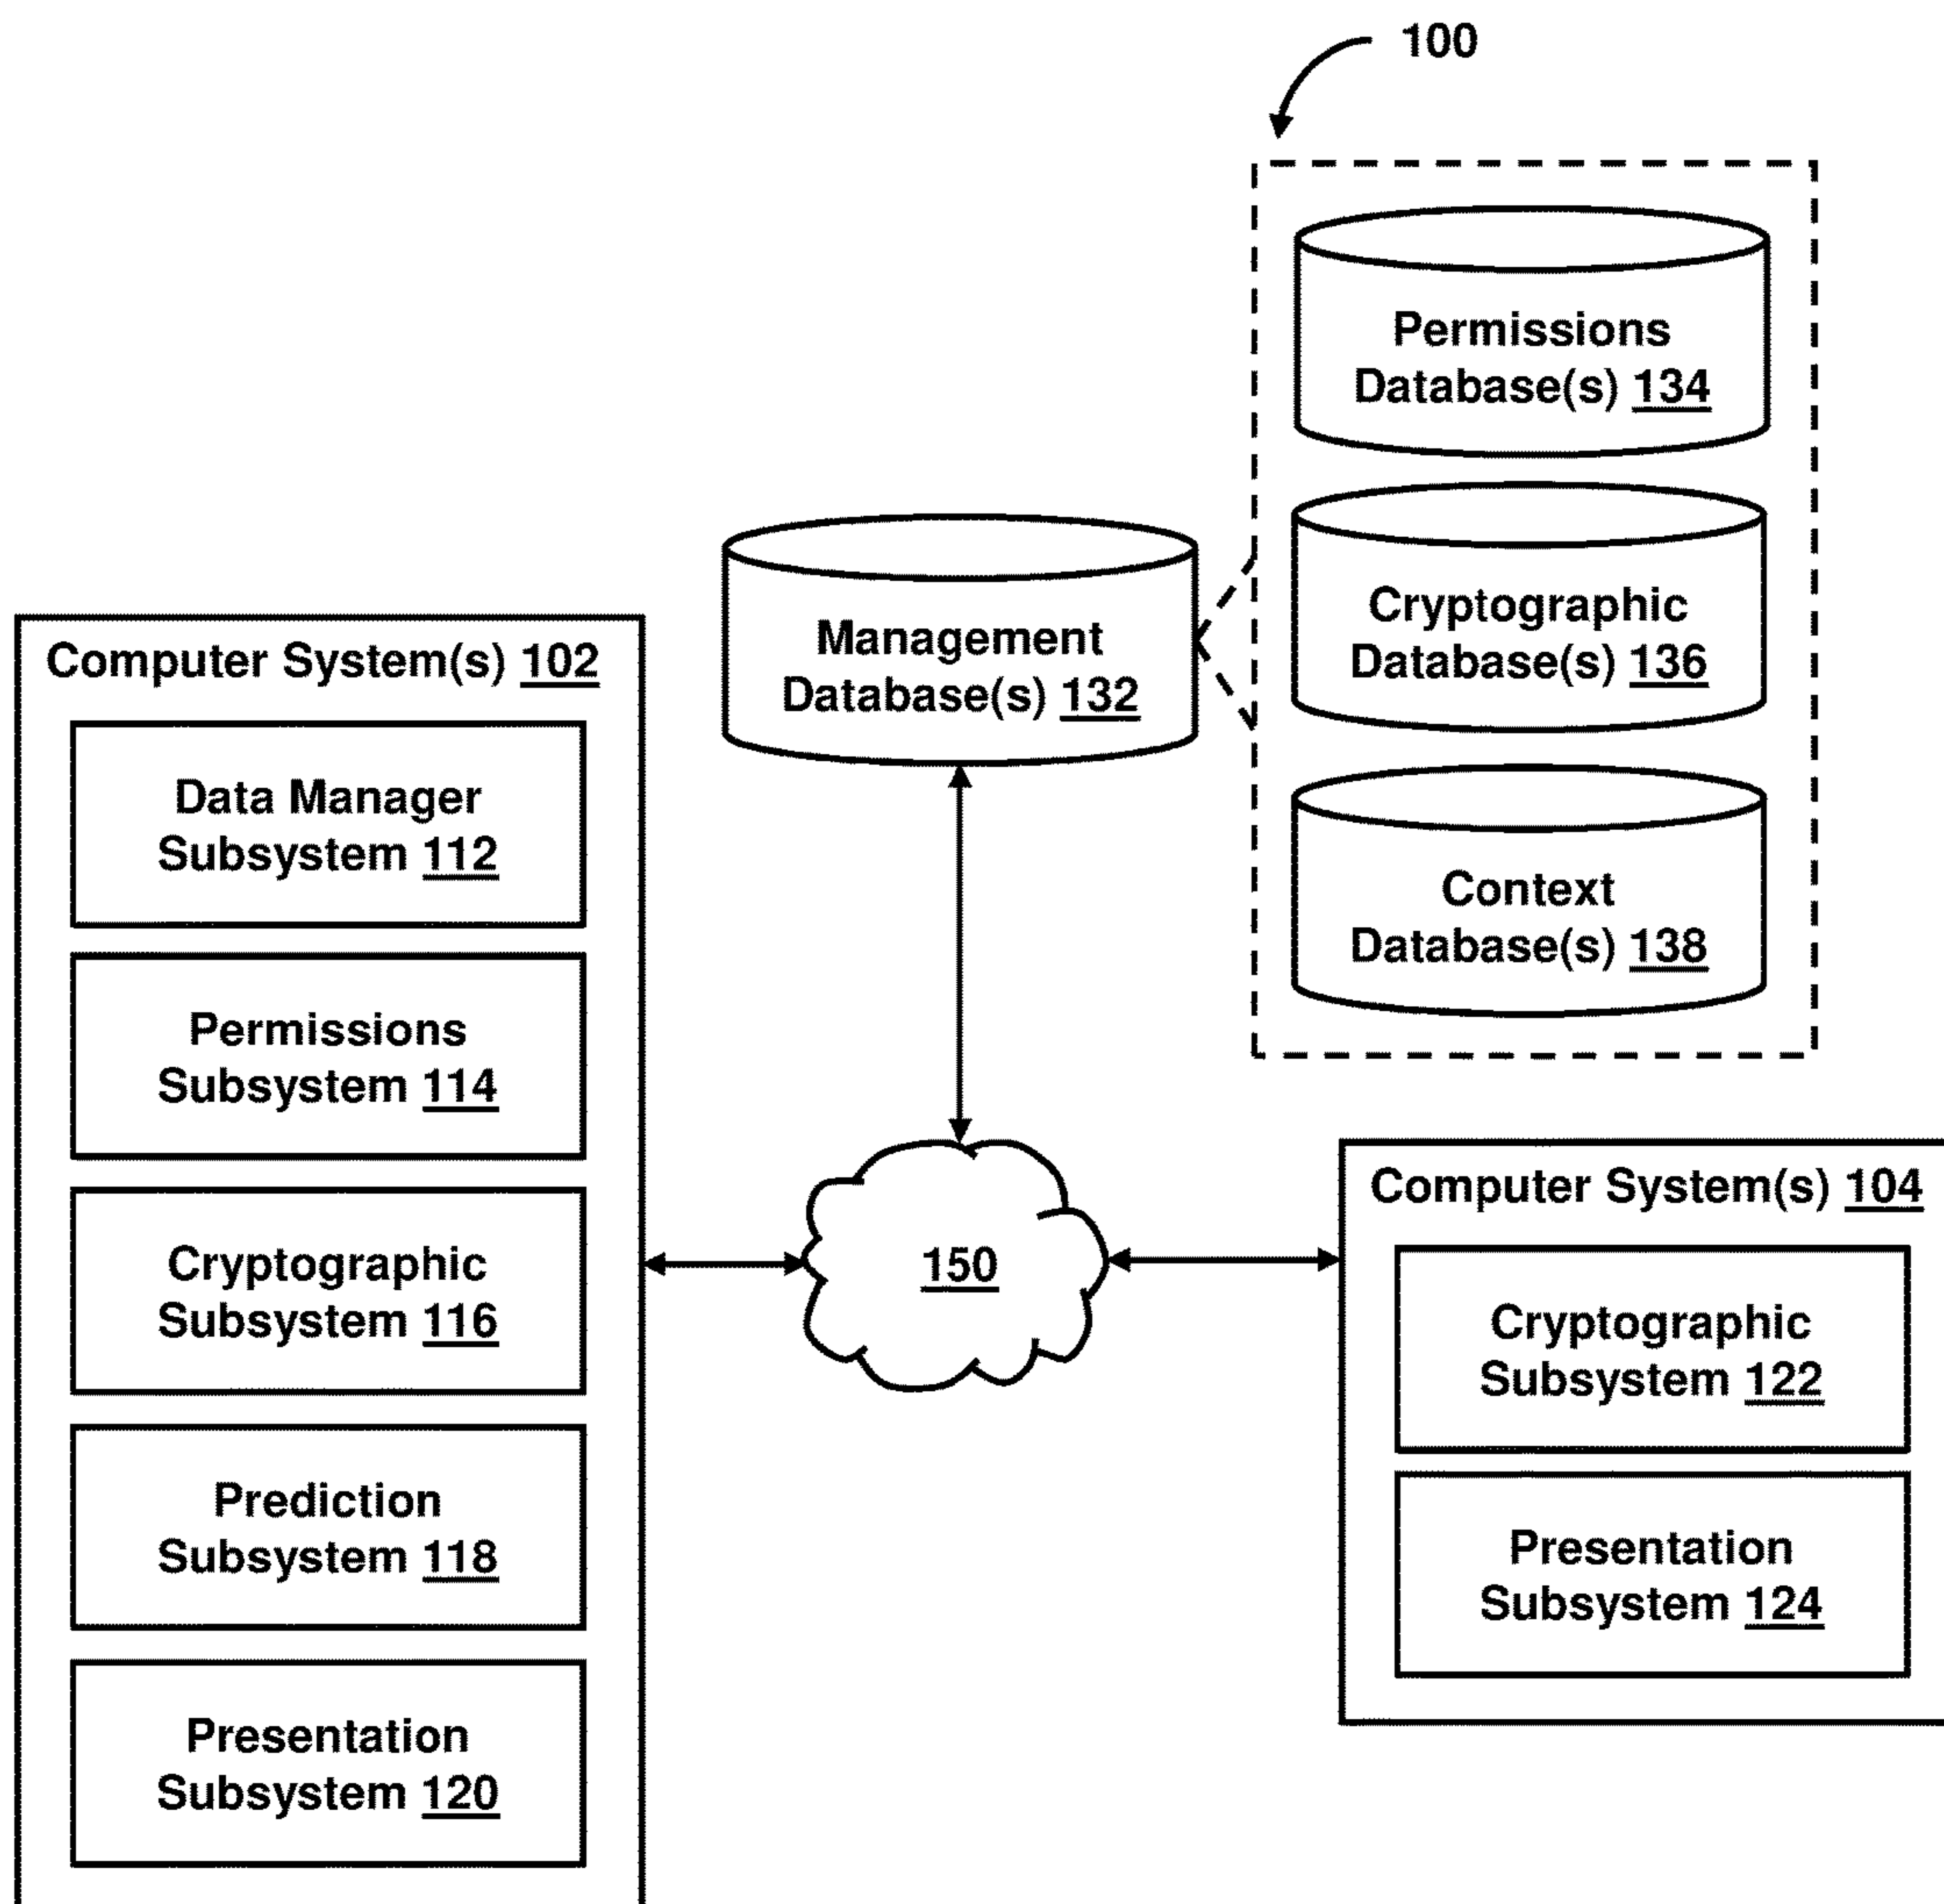 100
Permissions
Database(s) 134
Cryptographic
Database(s) 136
Context
Database(s) 138
Management
Database(s) 132
Computer System(s) 102
Data Manager
Subsystem 112
Permissions
Subsystem 114
Cryptographic
Subsystem 116
Prediction
Subsystem 118
Presentation
Subsystem 120
150
Computer System(s) 104
Cryptographic
Subsystem 122
Presentation
Subsystem 124